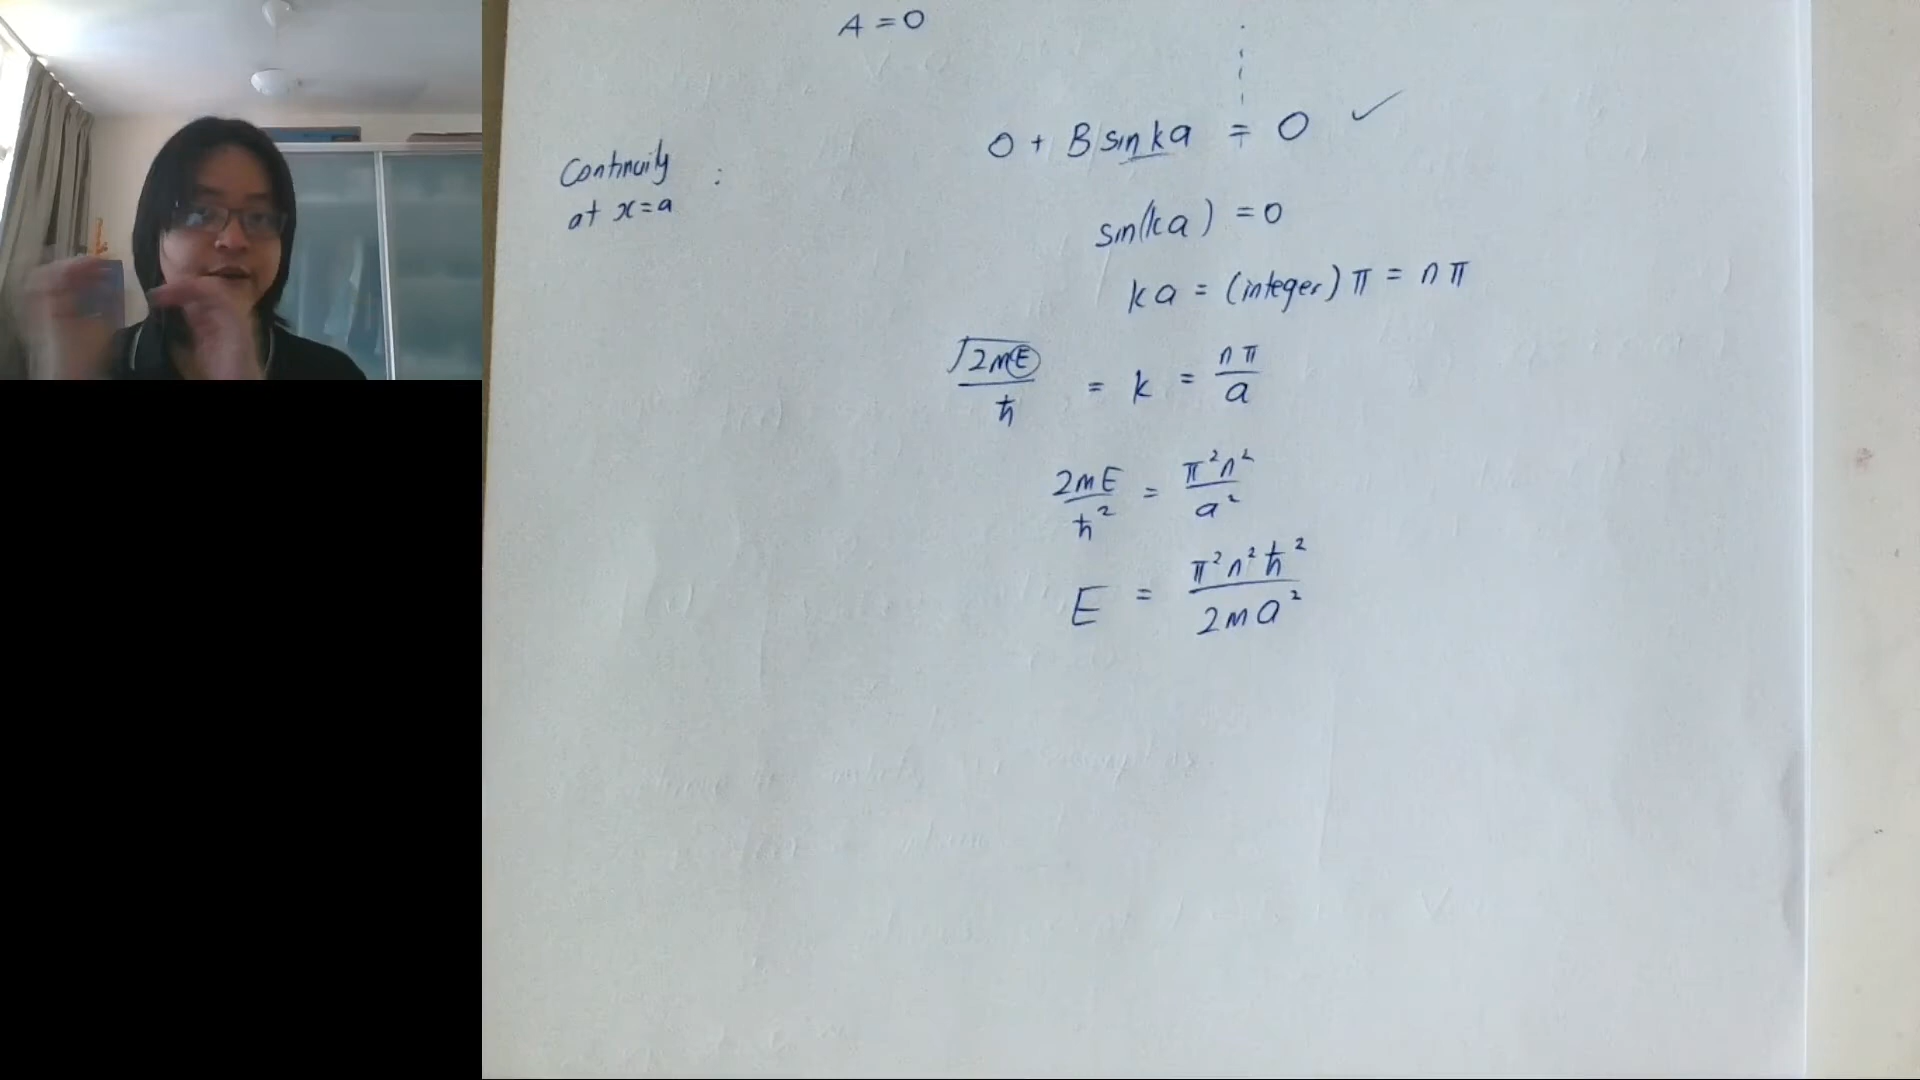 A = 0
0 + B sin ka = 0 ✓
Continuity
at x = a :
sin(ka) = 0
ka = (integer) π = nπ
√2mE / ħ = k = nπ / a
2mE / ħ² = π²n² / a²
E = π²n²ħ² / 2ma²